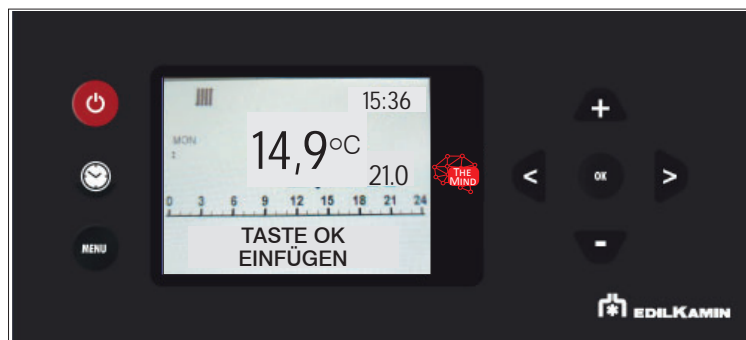 15:36
MON
14,9°C
21.0
0 3 6 9 12 15 18 21 24
TASTE OK
EINFÜGEN
THE
MIND
MENU
+
<
OK
>
-
EDILKAMIN